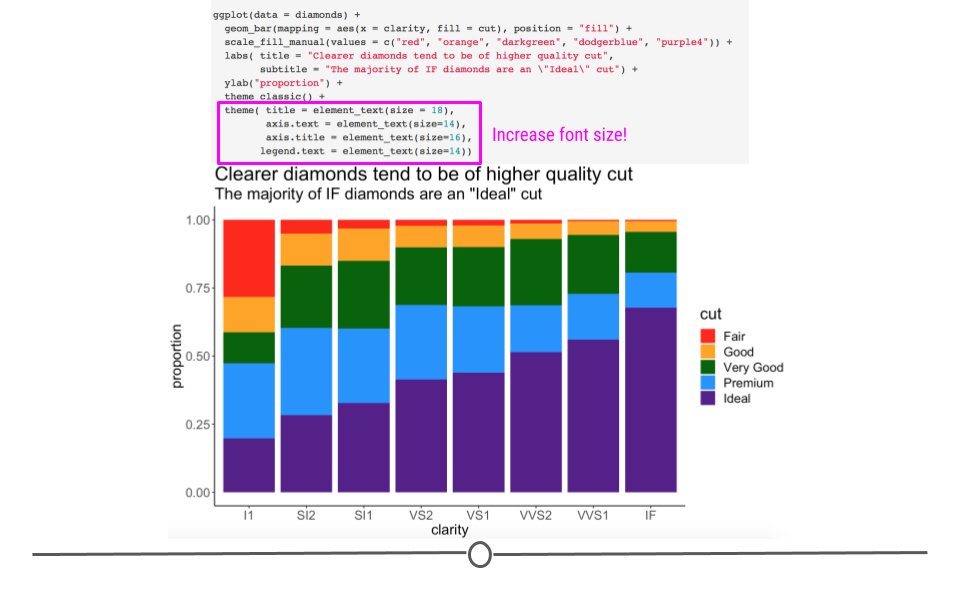 ggplot(data = diamonds) +
geom_bar(mapping = aes(x = clarity, fill = cut), position = "fill") +
scale_fill_manual(values = c("red", "orange", "darkgreen", "dodgerblue", "purple4")) +
labs( title = "Clearer diamonds tend to be of higher quality cut",
subtitle = "The majority of IF diamonds are an \"Ideal\" cut") +
ylab("proportion") +
theme_classic() +
theme( title = element_text(size = 18),
axis.text = element_text(size=14),
axis.title = element_text(size=16),
legend.text = element_text(size=14))
Increase font size!
Clearer diamonds tend to be of higher quality cut
The majority of IF diamonds are an "Ideal" cut
1.00
0.75
0.50
0.25
0.00
proportion
I1 SI2 SI1 VS2 VS1 VVS2 VVS1 IF
clarity
cut
Fair
Good
Very Good
Premium
Ideal